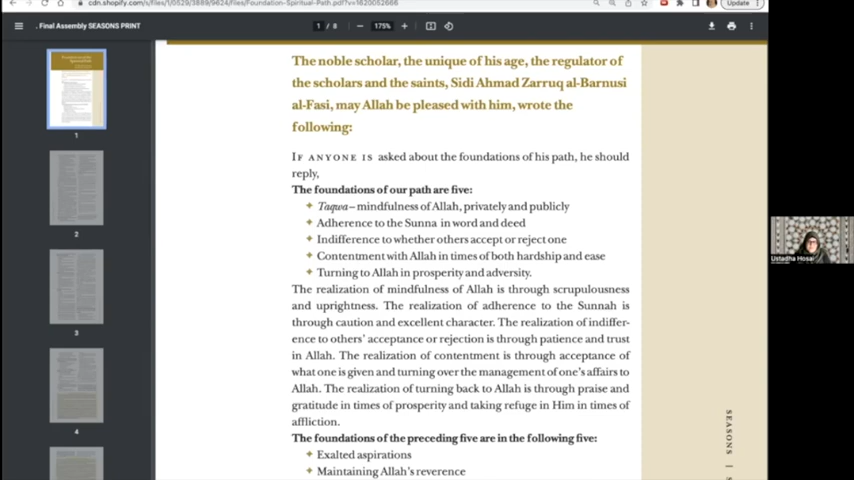 cdn.shopify.com/s/files/1/0529/3889/9624/files/Foundation-Spiritual-Path.pdf?v=1620052666
Update
. Final Assembly SEASONS PRINT
1 / 8
175%
The noble scholar, the unique of his age, the regulator of
the scholars and the saints, Sidi Ahmad Zarruq al-Barnusi
al-Fasi, may Allah be pleased with him, wrote the
following:
IF ANYONE IS asked about the foundations of his path, he should
reply,
The foundations of our path are five:
Taqwa– mindfulness of Allah, privately and publicly
Adherence to the Sunna in word and deed
Indifference to whether others accept or reject one
Contentment with Allah in times of both hardship and ease
Turning to Allah in prosperity and adversity.
The realization of mindfulness of Allah is through scrupulousness
and uprightness. The realization of adherence to the Sunnah is
through caution and excellent character. The realization of indiffer-
ence to others' acceptance or rejection is through patience and trust
in Allah. The realization of contentment is through acceptance of
what one is given and turning over the management of one's affairs to
Allah. The realization of turning back to Allah is through praise and
gratitude in times of prosperity and taking refuge in Him in times of
affliction.
The foundations of the preceding five are in the following five:
Exalted aspirations
Maintaining Allah's reverence
SEASONS |
1
2
3
4
Ustadha Hosai